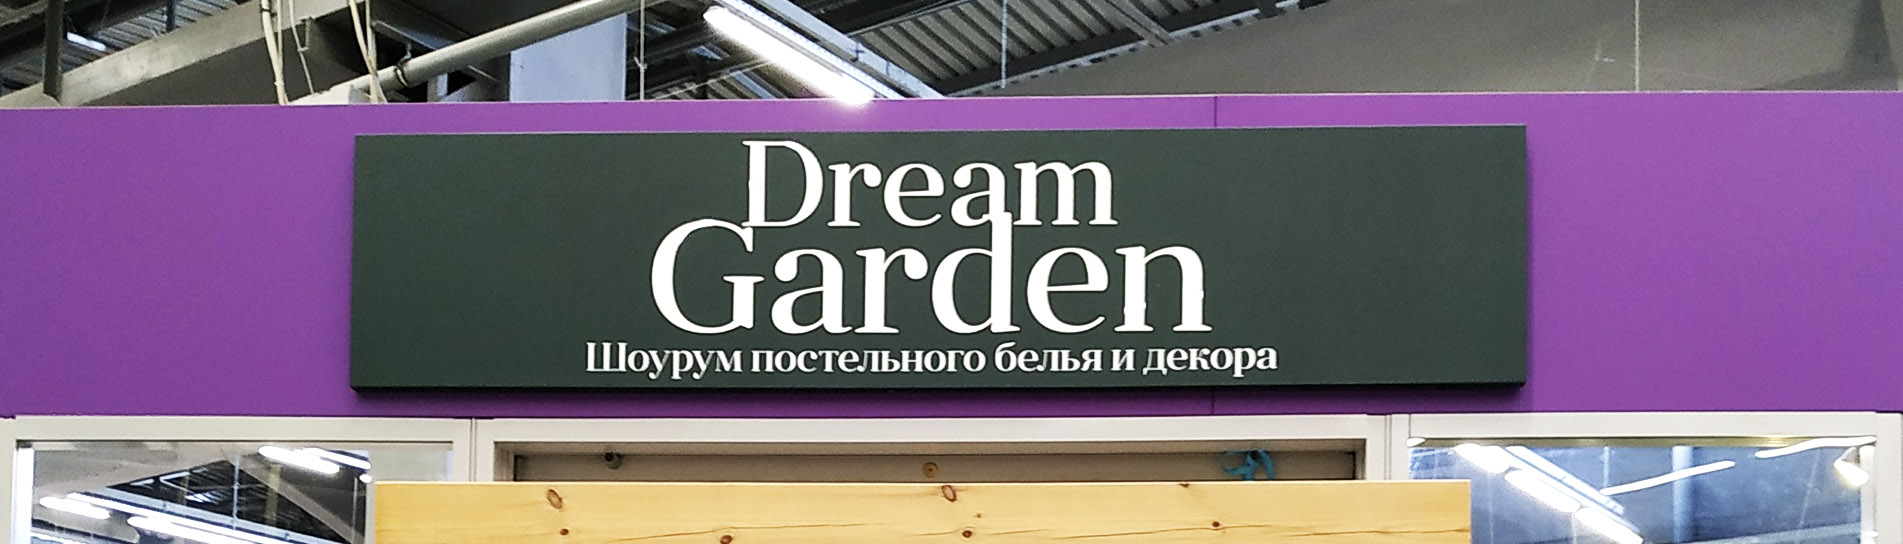 Dream
Garden
Шоурум постельного белья и декора